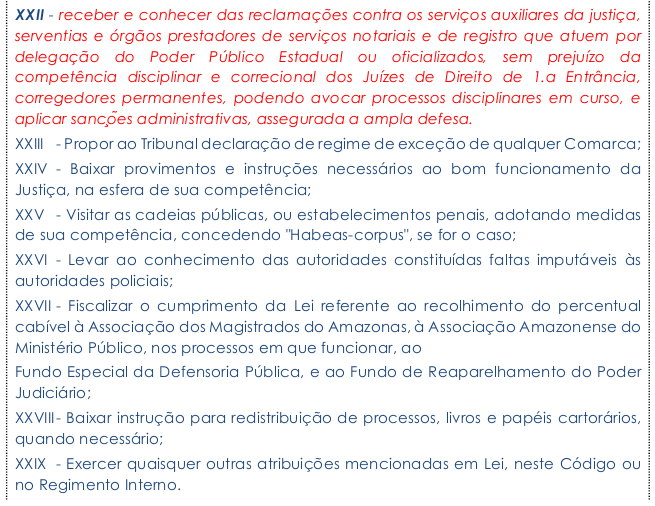 XXII - receber e conhecer das reclamações contra os serviços auxiliares da justiça,
serventias e órgãos prestadores de serviços notariais e de registro que atuem por
delegação do Poder Público Estadual ou oficializados, sem prejuízo da
competência disciplinar e correcional dos Juízes de Direito de 1.a Entrância,
corregedores permanentes, podendo avocar processos disciplinares em curso, e
aplicar sanções administrativas, assegurada a ampla defesa.
XXIII - Propor ao Tribunal declaração de regime de exceção de qualquer Comarca;
XXIV - Baixar provimentos e instruções necessários ao bom funcionamento da
Justiça, na esfera de sua competência;
XXV - Visitar as cadeias públicas, ou estabelecimentos penais, adotando medidas
de sua competência, concedendo "Habeas-corpus", se for o caso;
XXVI - Levar ao conhecimento das autoridades constituídas faltas imputáveis às
autoridades policiais;
XXVII - Fiscalizar o cumprimento da Lei referente ao recolhimento do percentual
cabível à Associação dos Magistrados do Amazonas, à Associação Amazonense do
Ministério Público, nos processos em que funcionar, ao
Fundo Especial da Defensoria Pública, e ao Fundo de Reaparelhamento do Poder
Judiciário;
XXVIII- Baixar instrução para redistribuição de processos, livros e papéis cartorários,
quando necessário;
XXIX - Exercer quaisquer outras atribuições mencionadas em Lei, neste Código ou
no Regimento Interno.